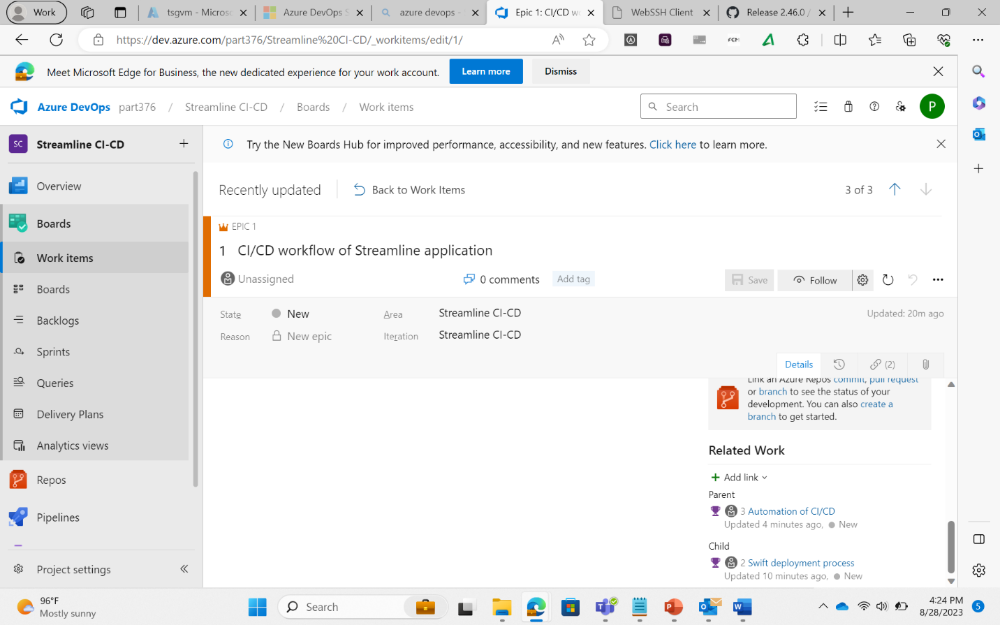 Work
tsgvm - Micros
Azure DevOps S
azure devops -
Epic 1: CI/CD w
WebSSH Client
Release 2.46.0 /
https://dev.azure.com/part376/Streamline%20CI-CD/_workitems/edit/1/
FCM
Meet Microsoft Edge for Business, the new dedicated experience for your work account.
Learn more
Dismiss
Azure DevOps part376 / Streamline CI-CD / Boards / Work items
Search
P
SC Streamline CI-CD
Try the New Boards Hub for improved performance, accessibility, and new features. Click here to learn more.
Overview
Boards
Work items
Boards
Backlogs
Sprints
Queries
Delivery Plans
Analytics views
Repos
Pipelines
Project settings
Recently updated
Back to Work Items
3 of 3
EPIC 1
1 CI/CD workflow of Streamline application
Unassigned
0 comments
Add tag
Save
Follow
State New
Area Streamline CI-CD
Updated: 20m ago
Reason New epic
Iteration Streamline CI-CD
Details
(2)
Link an Azure Repos commit, pull request
or branch to see the status of your
development. You can also create a
branch to get started.
Related Work
Add link
Parent
3 Automation of CI/CD
Updated 4 minutes ago, New
Child
2 Swift deployment process
Updated 10 minutes ago, New
96°F
Mostly sunny
Search
4:24 PM
8/28/2023
5